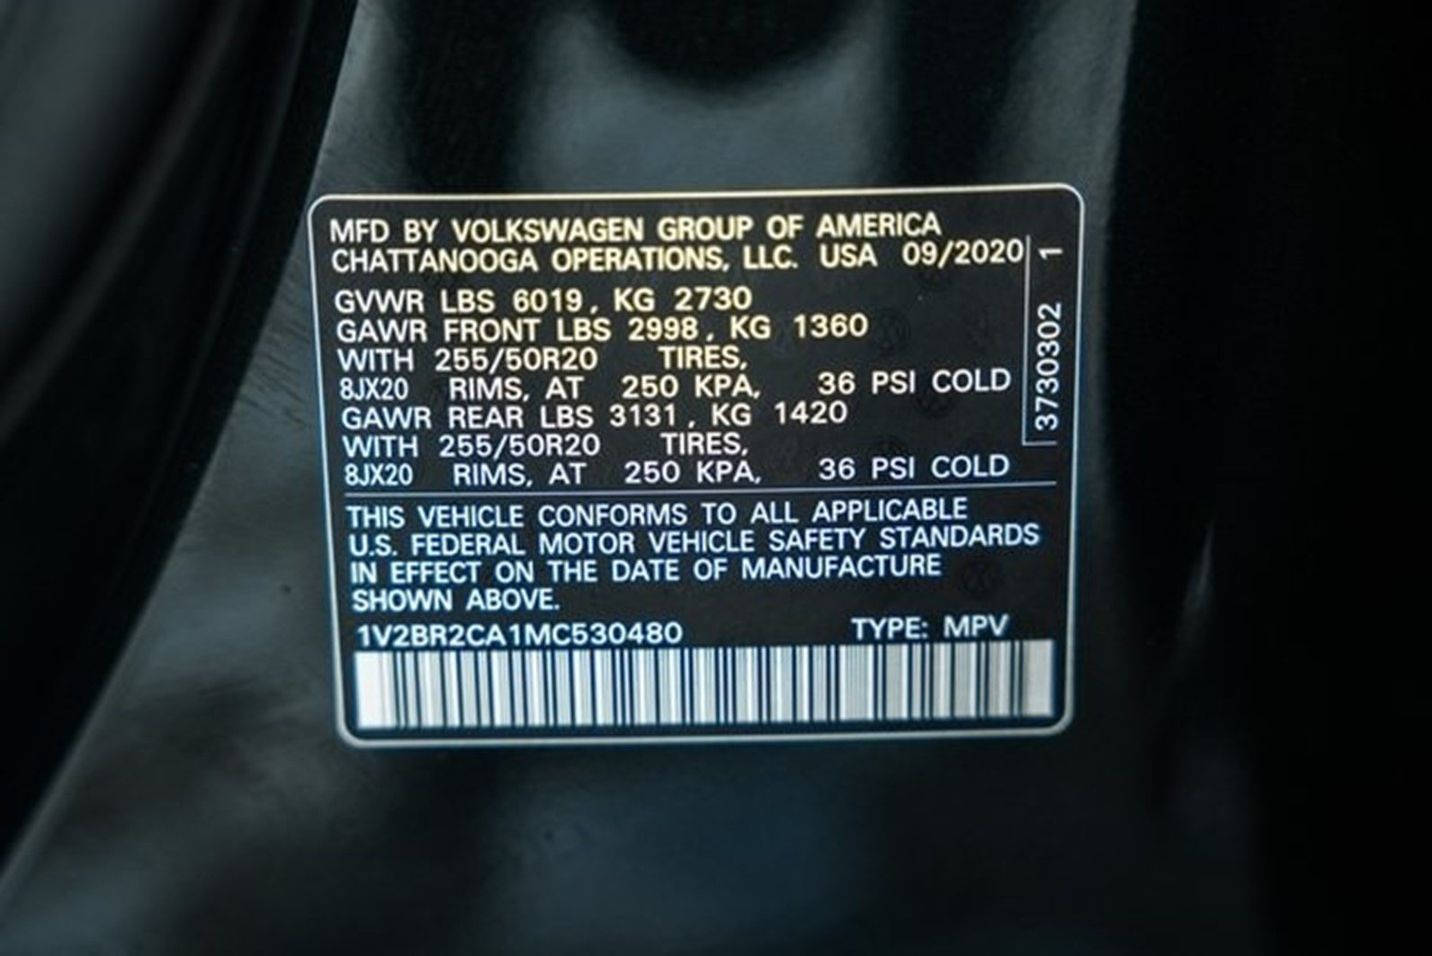 MFD BY VOLKSWAGEN GROUP OF AMERICA
CHATTANOOGA OPERATIONS, LLC. USA 09/2020
GVWR LBS 6019, KG 2730
GAWR FRONT LBS 2998, KG 1360
WITH 255/50R20 TIRES,
8JX20 RIMS, AT 250 KPA, 36 PSI COLD
GAWR REAR LBS 3131, KG 1420
WITH 255/50R20 TIRES,
8JX20 RIMS, AT 250 KPA, 36 PSI COLD
3730302 1
THIS VEHICLE CONFORMS TO ALL APPLICABLE
U.S. FEDERAL MOTOR VEHICLE SAFETY STANDARDS
IN EFFECT ON THE DATE OF MANUFACTURE
SHOWN ABOVE.
1V2BR2CA1MC530480 TYPE: MPV